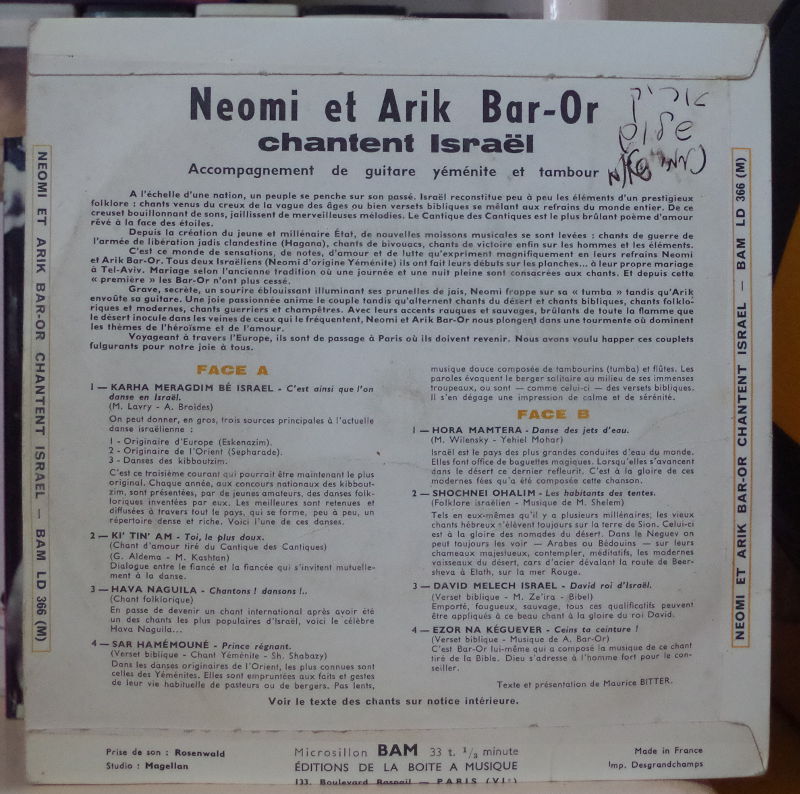 Neomi et Arik Bar-Or
chantent Israël
Accompagnement de guitare yéménite et tambour
אריק
שלום
A l'échelle d'une nation, un peuple se penche sur son passé. Israël reconstitue peu à peu les éléments d'un prestigieux
folklore : chants venus du creux de la vague des âges ou bien versets bibliques se mêlant aux refrains du monde entier. De ce
creuset bouillonnant de sons, jaillissent de merveilleuses mélodies. Le Cantique des Cantiques est le plus brûlant poème d'amour
rêvé à la face des étoiles.
Depuis la création du jeune et millénaire État, de nouvelles moissons musicales se sont levées : chants de guerre de
l'armée de libération jadis clandestine (Hagana), chants de bivouacs, chants de victoire enfin sur les hommes et les éléments.
C'est ce monde de sensations, de notes, d'amour et de lutte qu'expriment magnifiquement en leurs refrains Neomi
et Arik Bar-Or. Tous deux Israéliens (Neomi d'origine Yéménite) ils ont fait leurs débuts sur les planches... à leur propre mariage
à Tel-Aviv. Mariage selon l'ancienne tradition où une journée et une nuit pleine sont consacrées aux chants. Et depuis cette
« première » les Bar-Or n'ont plus cessé.
Grave, secrète, un sourire éblouissant illuminant ses prunelles de jais, Neomi frappe sur sa « tumba » tandis qu'Arik
envoûte sa guitare. Une joie passionnée anime le couple tandis qu'alternent chants du désert et chants bibliques, chants folklo-
riques et modernes, chants guerriers et champêtres. Avec leurs accents rauques et sauvages, brûlants de toute la flamme que
le désert inocule dans les veines de ceux qui le fréquentent, Neomi et Arik Bar-Or nous plongent dans une tourmente où dominent
les thèmes de l'héroïsme et de l'amour.
Voyageant à travers l'Europe, ils sont de passage à Paris où ils doivent revenir. Nous avons voulu happer ces couplets
fulgurants pour notre joie à tous.
FACE A
1 — KARHA MERAGDIM BÉ ISRAEL - C'est ainsi que l'on
danse en Israël.
(M. Lavry - A. Broides)
On peut donner, en gros, trois sources principales à l'actuelle
danse israélienne :
1 - Originaire d'Europe (Eskenazim).
2 - Originaire de l'Orient (Sepharade).
3 - Danses des kibboutzim.
C'est ce troisième courant qui pourrait être maintenant le plus
original. Chaque année, aux concours nationaux des kibbout-
zim, sont présentées, par de jeunes amateurs, des danses folk-
loriques inventées par eux. Les meilleures sont retenues et
diffusées à travers tout le pays, qui se forme, peu à peu, un
répertoire dense et riche. Voici l'une de ces danses.
2 — KI' TIN' AM - Toi, le plus doux.
(Chant d'amour tiré du Cantique des Cantiques)
(G. Aldema - M. Kashtan)
Dialogue entre le fiancé et la fiancée qui s'invitent mutuelle-
ment à la danse.
3 — HAVA NAGUILA - Chantons ! dansons !..
(Chant folklorique)
En passe de devenir un chant international après avoir été
un des chants les plus populaires d'Israël, voici le célèbre
Hava Naguila...
4 — SAR HAMÉMOUNÉ - Prince régnant.
(Verset biblique - Chant Yéménite - Sh. Shabazy)
Dans les danses originaires de l'Orient, les plus connues sont
celles des Yéménites. Elles sont empruntées aux faits et gestes
de leur vie habituelle de pasteurs ou de bergers. Pas lents,
musique douce composée de tambourins (tumba) et flûtes. Les
paroles évoquent le berger solitaire au milieu de ses immenses
troupeaux, ou sont — comme celui-ci — des versets bibliques.
Il s'en dégage une impression de calme et de sérénité.
FACE B
1 — HORA MAMTERA - Danse des jets d'eau.
(M. Wilensky - Yehiel Mohar)
Israël est le pays des plus grandes conduites d'eau du monde.
Elles font office de baguettes magiques. Lorsqu'elles s'avancent
dans le désert ce dernier refleurit. C'est à la gloire de ces
modernes fées qu'a été composée cette chanson.
2 — SHOCHNEI OHALIM - Les habitants des tentes.
(Folklore israélien - Musique de M. Shelem)
Tels en eux-mêmes qu'il y a plusieurs millénaires, les vieux
chants hébreux s'élèvent toujours sur la terre de Sion. Celui-ci
est à la gloire des nomades du désert. Dans le Neguev on
peut toujours les voir — Arabes ou Bédouins — sur leurs
chameaux majestueux, contempler, méditatifs, les modernes
vaisseaux du désert, cars d'acier dévalant la route de Beer-
sheva à Elath, sur la mer Rouge.
3 — DAVID MELECH ISRAEL - David roi d'Israël.
(Verset biblique - M. Ze'ira - Bibel)
Emporté, fougueux, sauvage, tous ces qualificatifs peuvent
être appliqués à ce beau chant à la gloire du roi David.
4 — EZOR NA KÉGUEVER - Ceins ta ceinture !
(Verset biblique - Musique de A. Bar-Or)
C'est Bar-Or lui-même qui a composé la musique de ce chant
tiré de la Bible. Dieu s'adresse à l'homme fort pour le con-
seiller.
Texte et présentation de Maurice BITTER.
Voir le texte des chants sur notice intérieure.
Prise de son : Rosenwald
Studio : Magellan
Microsillon BAM 33 t. 1/3 minute
ÉDITIONS DE LA BOITE A MUSIQUE
133, Boulevard Raspail — PARIS (VIe)
Made in France
Imp. Desgrandchamps
NEOMI ET ARIK BAR-OR CHANTENT ISRAEL — BAM LD 366 (M)
NEOMI ET ARIK BAR-OR CHANTENT ISRAEL — BAM LD 366 (M)